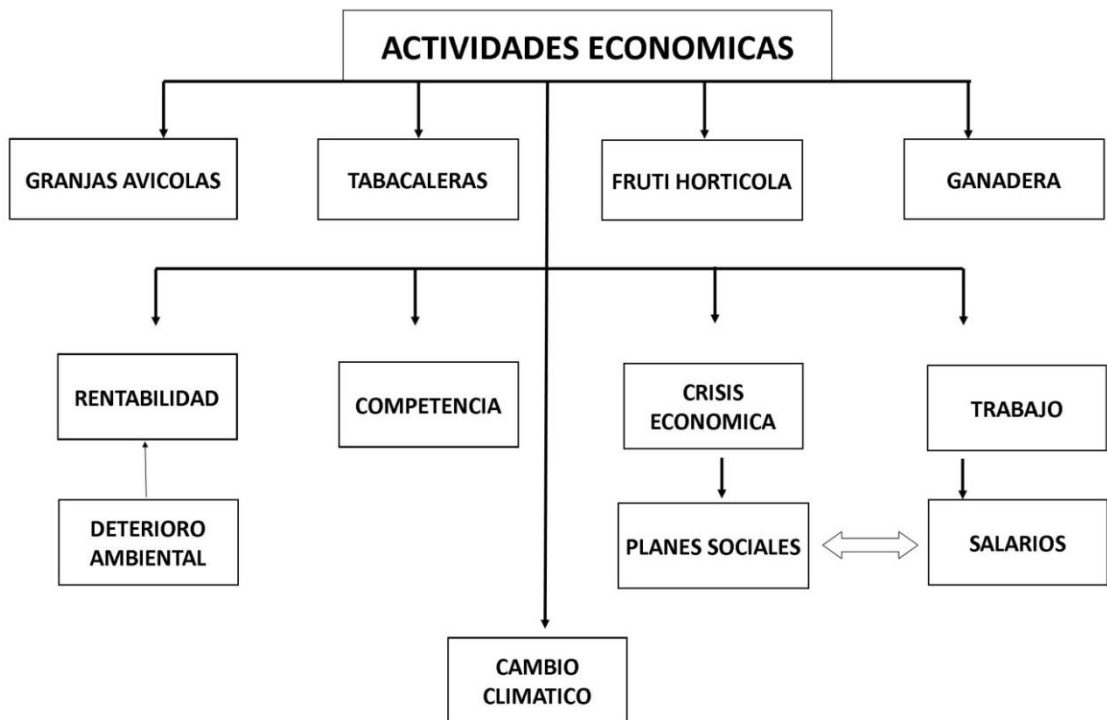 ACTIVIDADES ECONOMICAS
GRANJAS AVICOLAS
TABACALERAS
FRUTI HORTICOLA
GANADERA
RENTABILIDAD
COMPETENCIA
CRISIS
ECONOMICA
TRABAJO
DETERIORO
AMBIENTAL
PLANES SOCIALES
SALARIOS
CAMBIO
CLIMATICO